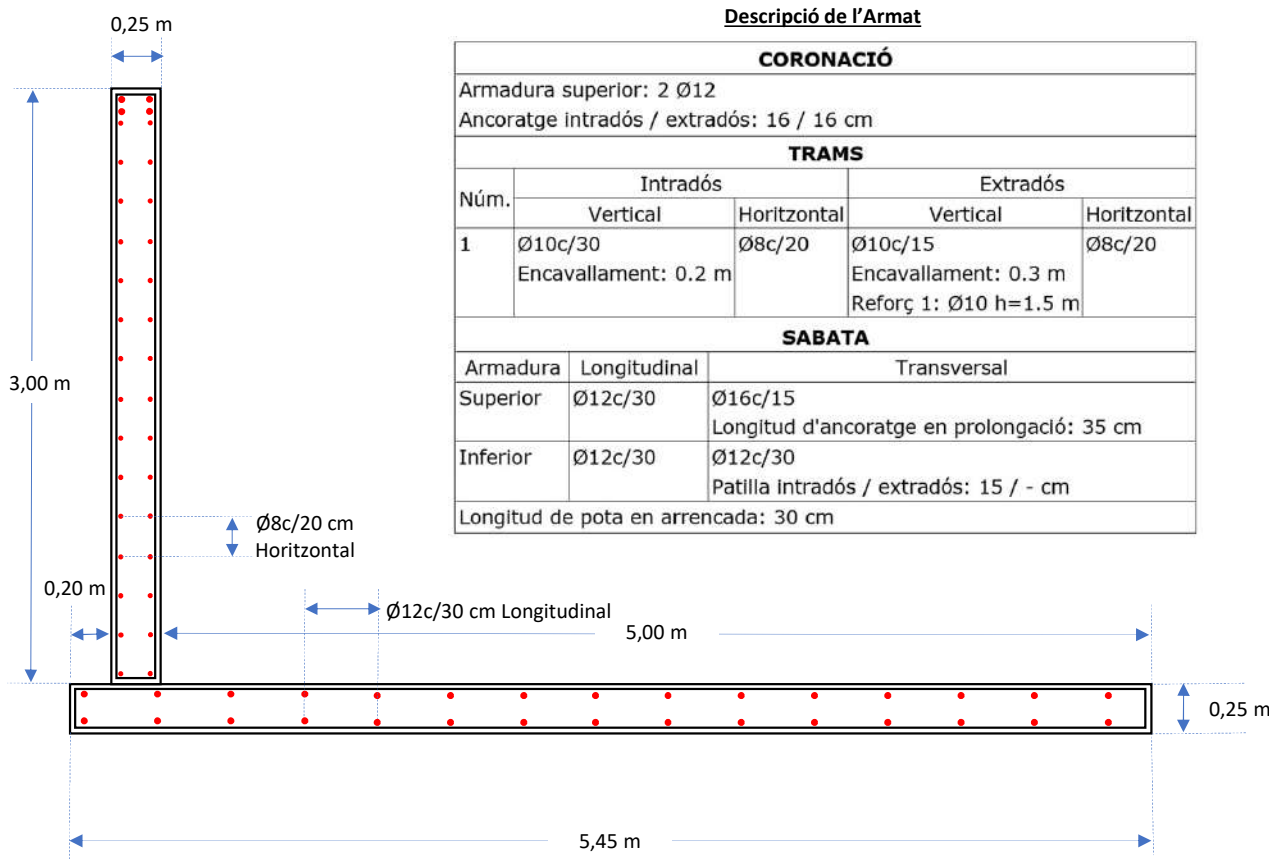 Descripció de l'Armat
0,25 m
CORONACIÓ
Armadura superior: 2 Ø12
Ancoratge intradós / extradós: 16 / 16 cm
TRAMS
Núm. Intradós Extradós
Vertical Horitzontal Vertical Horitzontal
1 Ø10c/30 Ø8c/20 Ø10c/15 Ø8c/20
Encavallament: 0.2 m Encavallament: 0.3 m
Reforç 1: Ø10 h=1.5 m
SABATA
Armadura Longitudinal Transversal
Superior Ø12c/30 Ø16c/15
Longitud d'ancoratge en prolongació: 35 cm
Inferior Ø12c/30 Ø12c/30
Patilla intradós / extradós: 15 / - cm
Longitud de pota en arrencada: 30 cm
3,00 m
Ø8c/20 cm
Horitzontal
0,20 m
Ø12c/30 cm Longitudinal
5,00 m
0,25 m
5,45 m